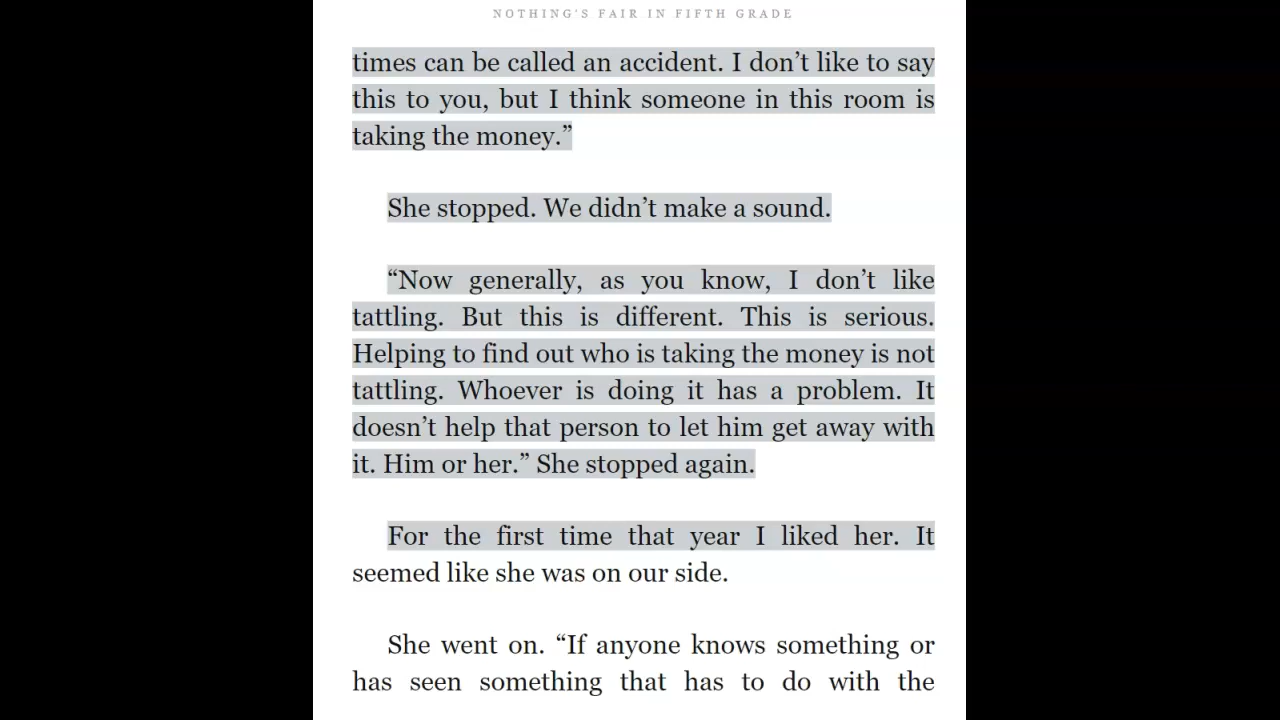 NOTHING'S FAIR IN FIFTH GRADE
times can be called an accident. I don’t like to say
this to you, but I think someone in this room is
taking the money.”
She stopped. We didn’t make a sound.
“Now generally, as you know, I don’t like
tattling. But this is different. This is serious.
Helping to find out who is taking the money is not
tattling. Whoever is doing it has a problem. It
doesn’t help that person to let him get away with
it. Him or her.” She stopped again.
For the first time that year I liked her. It
seemed like she was on our side.
She went on. “If anyone knows something or
has seen something that has to do with the